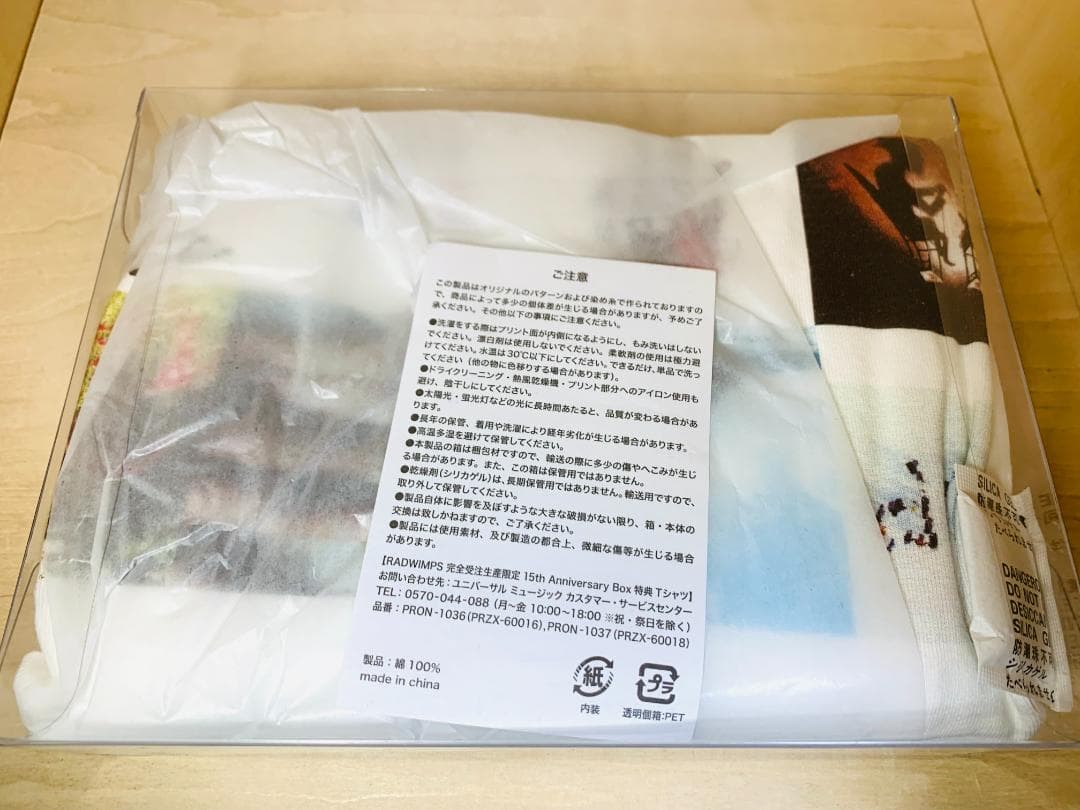 ご注意
この製品はオリジナルのパターンおよび染め糸で作られておりますの
で、商品によって多少の個体差が生じる場合がありますが、予めご了
承ください。その他以下の事項にご注意ください。
●洗濯をする際はプリント面が内側になるようにし、もみ洗いはしない
でください。漂白剤は使用しないでください。柔軟剤の使用は極力避
けてください。水温は30℃以下にしてください。できるだけ、単品で洗っ
てください（他の物に色移りする場合があります）。
●ドライクリーニング・熱風乾燥機・プリント部分へのアイロン使用も
避け、陰干しにしてください。
●太陽光・蛍光灯などの光に長時間あたると、品質が変わる場合があ
ります。
●長年の保管、着用や洗濯により経年劣化が生じる場合があります。
●高温多湿を避けて保管してください。
●本製品の箱は梱包材ですので、輸送の際に多少の傷やへこみが生じ
る場合があります。また、この箱は保管用ではありません。
●乾燥剤（シリカゲル）は、長期保管用ではありません。輸送用ですので、
取り外して保管してください。
●製品自体に影響を及ぼすような大きな破損がない限り、箱・本体の
交換は致しかねますので、ご了承ください。
●製品には使用素材、及び製造の都合上、微細な傷等が生じる場合
があります。
【RADWIMPS 完全受注生産限定 15th Anniversary Box 特典 Tシャツ】
お問い合わせ先：ユニバーサル ミュージック カスタマー・サービスセンター
TEL：0570-044-088（月～金 10:00～18:00 ※祝・祭日を除く）
品番：PRON-1036(PRZX-60016), PRON-1037(PRZX-60018)
製品：綿100%
made in china
紙
内装
プラ
透明個箱:PET
SILICA GE
たべられませ
DANGERO
DO NOT
DESICCA
SILICA G
防潮珠不可
シリカゲル
たべられません